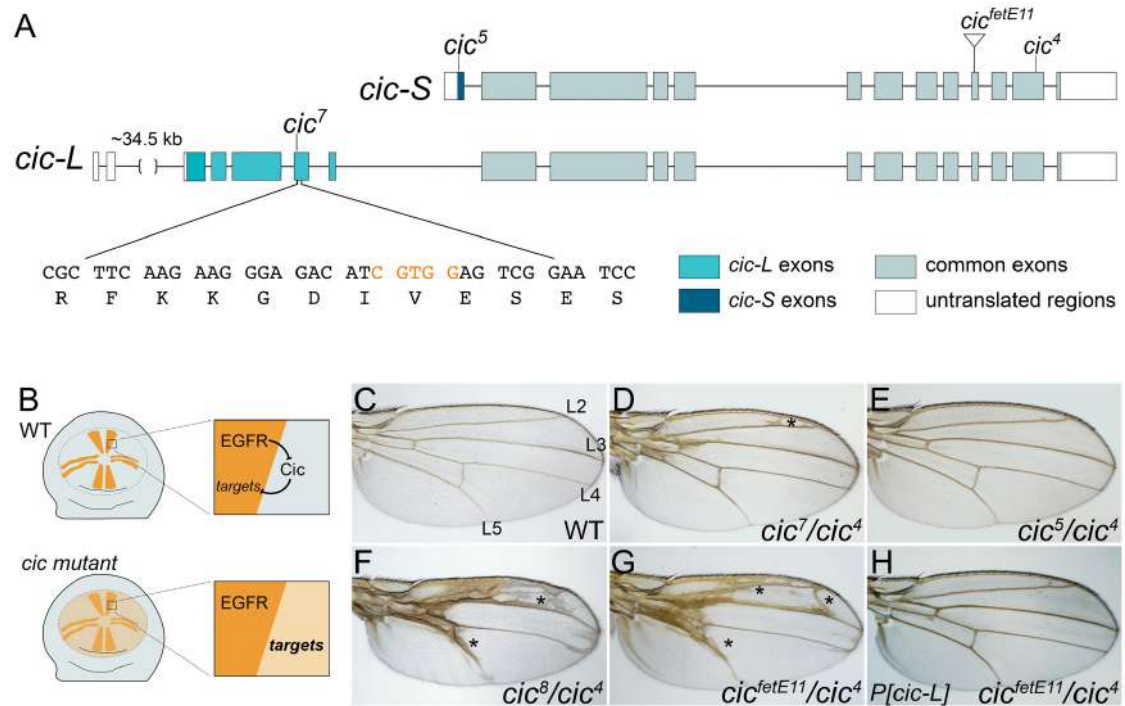 A
cic^fetE11
cic^5
cic^4
cic-S
cic^7
~34.5 kb
cic-L
CGC TTC AAG AAG GGA GAC ATC GTGG GAG TCG GAA TCC
R F K K G D I V E S E S
cic-L exons
common exons
cic-S exons
untranslated regions
B
WT
EGFR
Cic
targets
cic mutant
EGFR
targets
C
L2
L3
L4
L5
WT
D
*
cic^7/cic^4
E
cic^5/cic^4
F
*
*
cic^8/cic^4
G
*
*
*
cic^fetE11/cic^4
H
P[cic-L]
cic^fetE11/cic^4